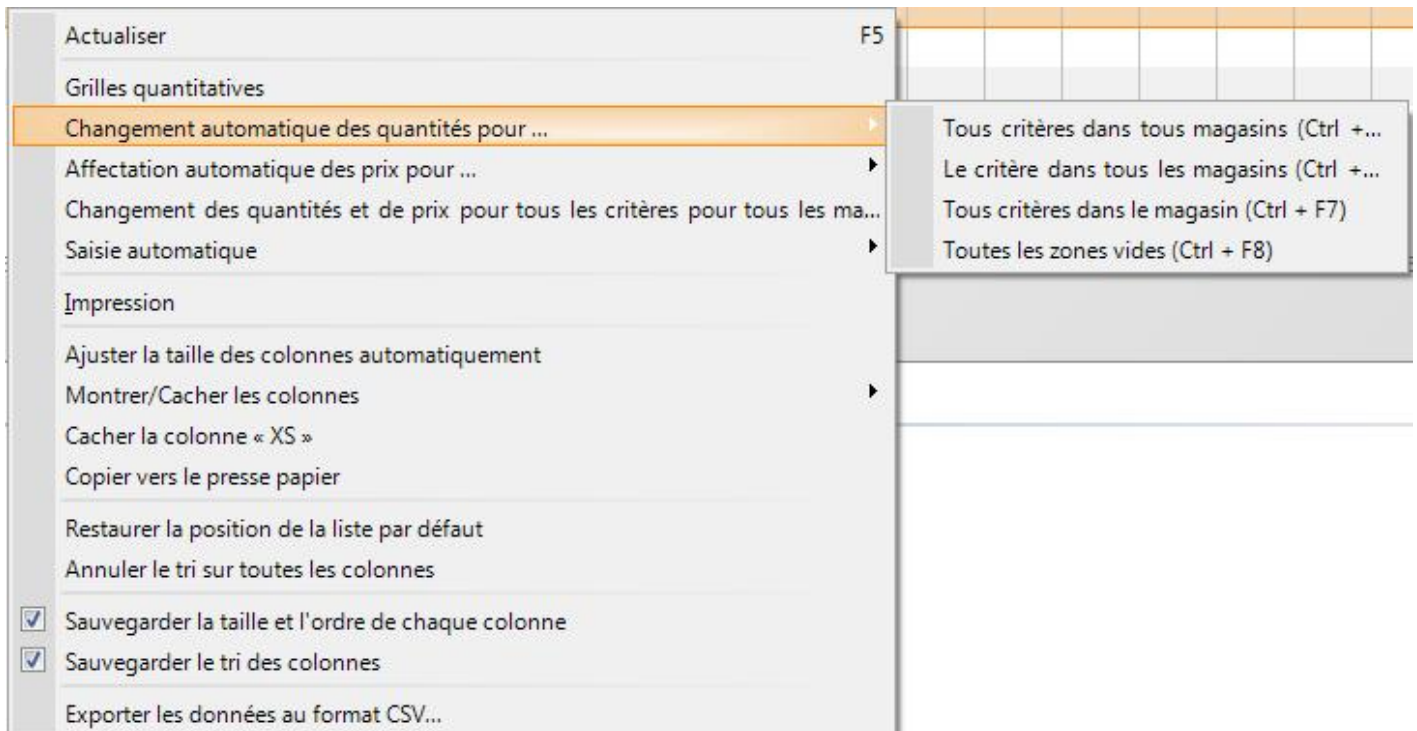 Actualiser F5
Grilles quantitatives
Changement automatique des quantités pour ...
Affectation automatique des prix pour ...
Changement des quantités et de prix pour tous les critères pour tous les ma...
Saisie automatique
Impression
Ajuster la taille des colonnes automatiquement
Montrer/Cacher les colonnes
Cacher la colonne « XS »
Copier vers le presse papier
Restaurer la position de la liste par défaut
Annuler le tri sur toutes les colonnes
Sauvegarder la taille et l'ordre de chaque colonne
Sauvegarder le tri des colonnes
Exporter les données au format CSV...
Tous critères dans tous magasins (Ctrl +...
Le critère dans tous les magasins (Ctrl +...
Tous critères dans le magasin (Ctrl + F7)
Toutes les zones vides (Ctrl + F8)